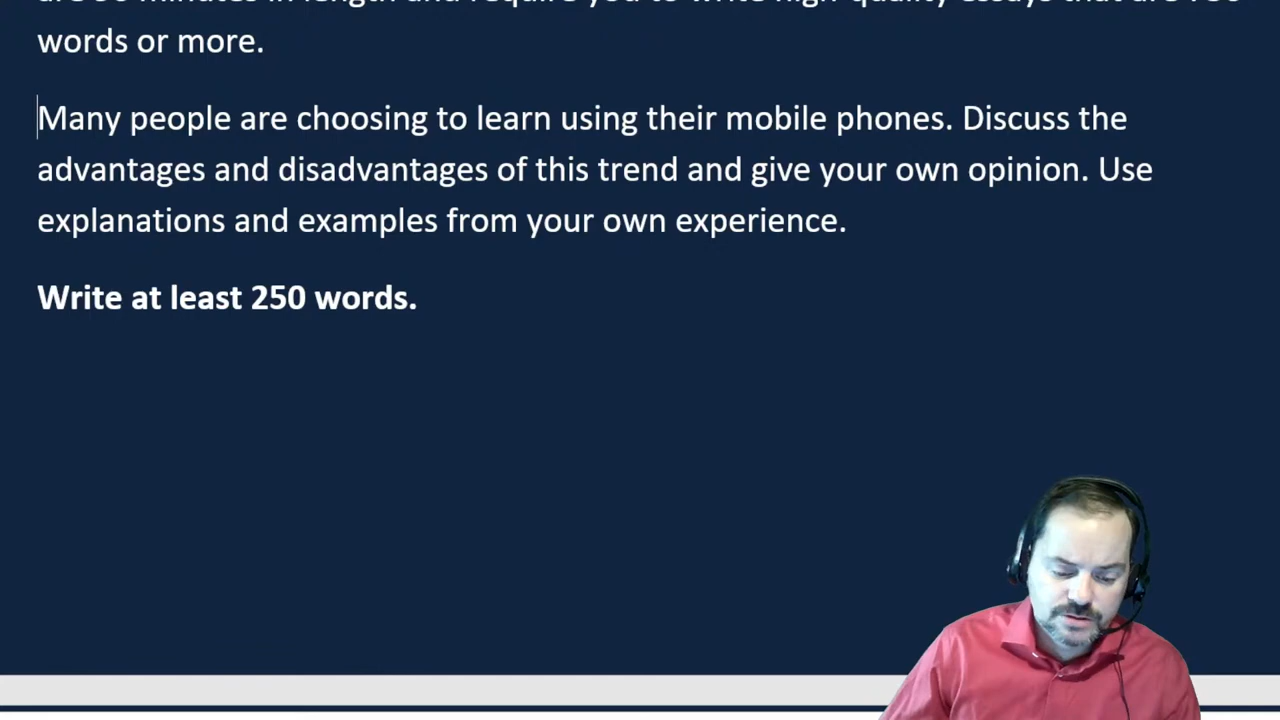 words or more.
Many people are choosing to learn using their mobile phones. Discuss the
advantages and disadvantages of this trend and give your own opinion. Use
explanations and examples from your own experience.
Write at least 250 words.